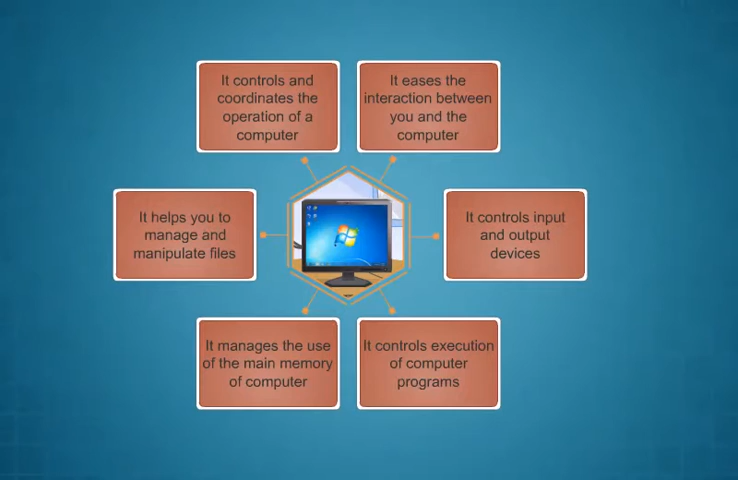 It controls and
coordinates the
operation of a
computer
It eases the
interaction between
you and the
computer
It helps you to
manage and
manipulate files
It controls input
and output
devices
It manages the use
of the main memory
of computer
It controls execution
of computer
programs